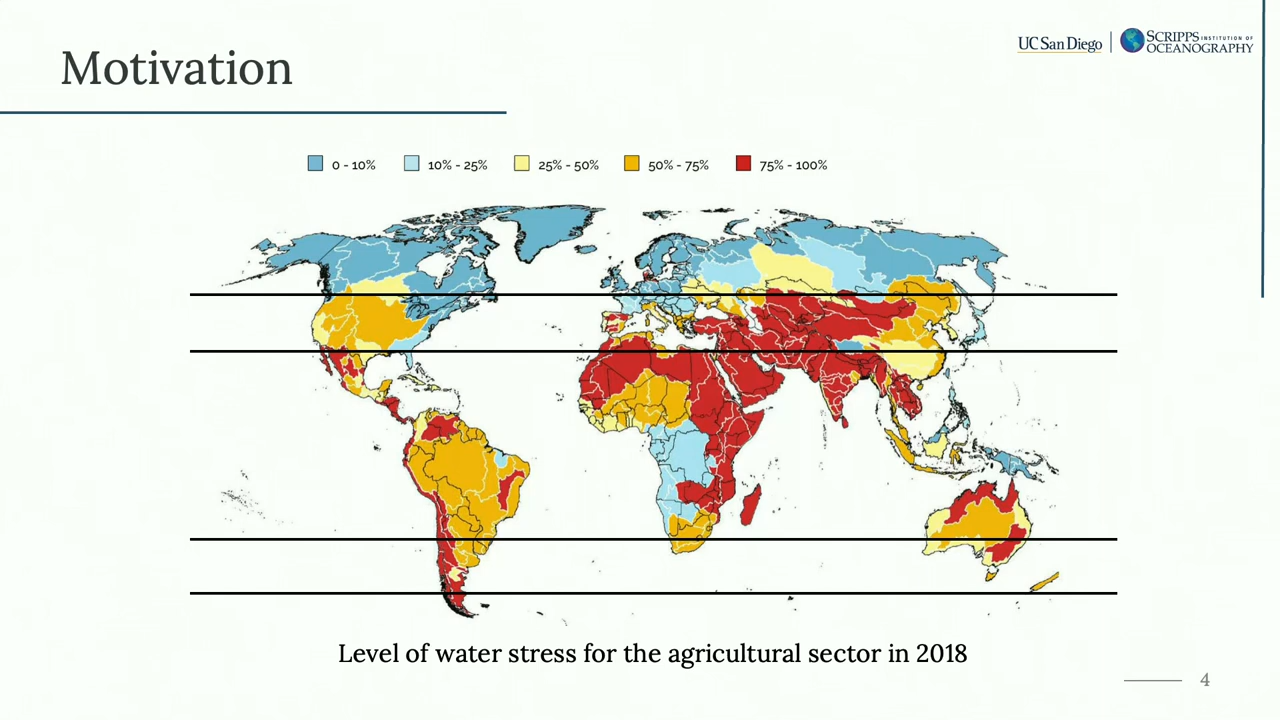 Motivation
UC San Diego
SCRIPPS INSTITUTION OF
OCEANOGRAPHY
0 - 10%
10% - 25%
25% - 50%
50% - 75%
75% - 100%
Level of water stress for the agricultural sector in 2018
4